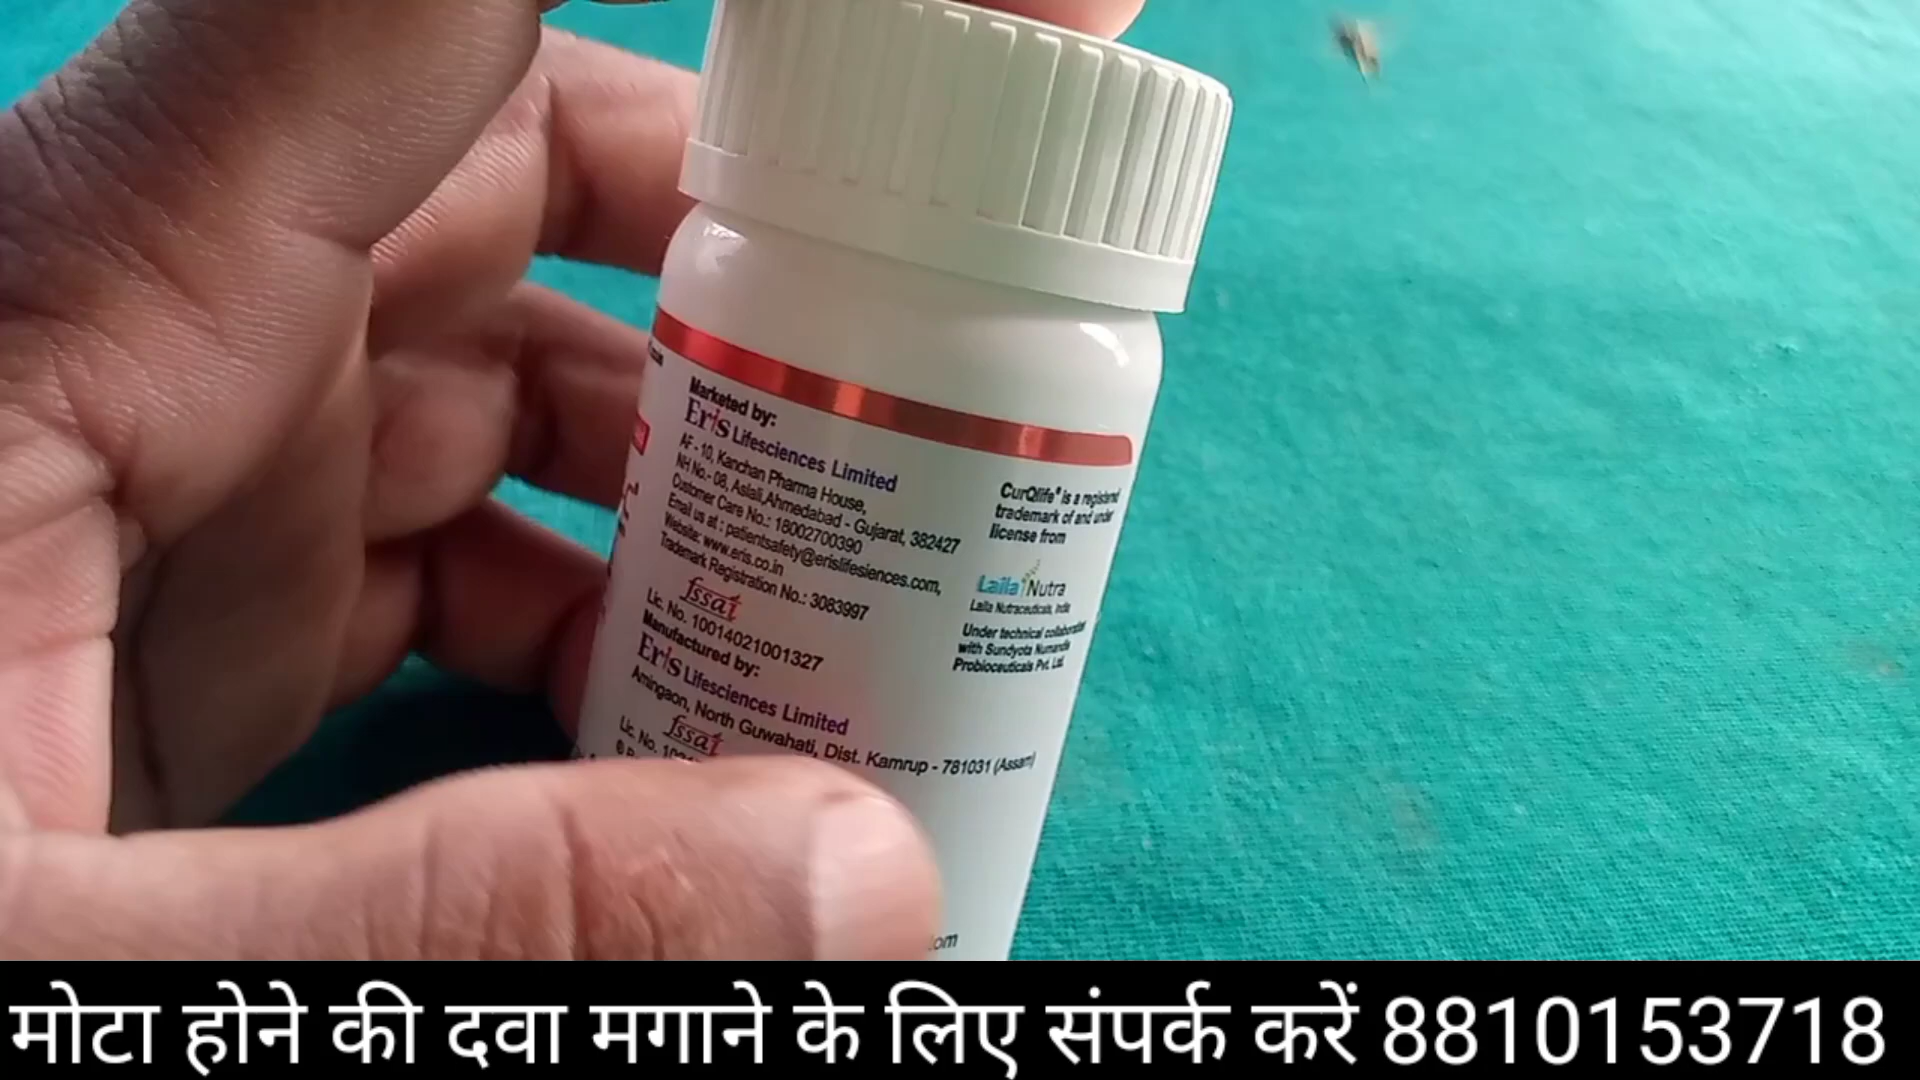 Marketed by:
Eris Lifesciences Limited
AF - 10, Kanchan Pharma House,
NH No.- 08, Aslali,Ahmedabad - Gujarat, 382427
Customer Care No.: 18002700390
Email us at : patientsafety@erislifesiences.com,
Website: www.eris.co.in
Trademark Registration No.: 3083997
fssai
Lic. No. 10014021001327
Manufactured by:
Eris Lifesciences Limited
Amingaon, North Guwahati, Dist. Kamrup - 781031 (Assam)
fssai
Lic. No.
CurQlife® is a registered
trademark of and under
license from
Laila Nutra
Laila Nutraceuticals, India
Under technical collaboration
with Sundyota Numandis
Probioceuticals Pvt. Ltd.
मोटा होने की दवा मगाने के लिए संपर्क करें 8810153718